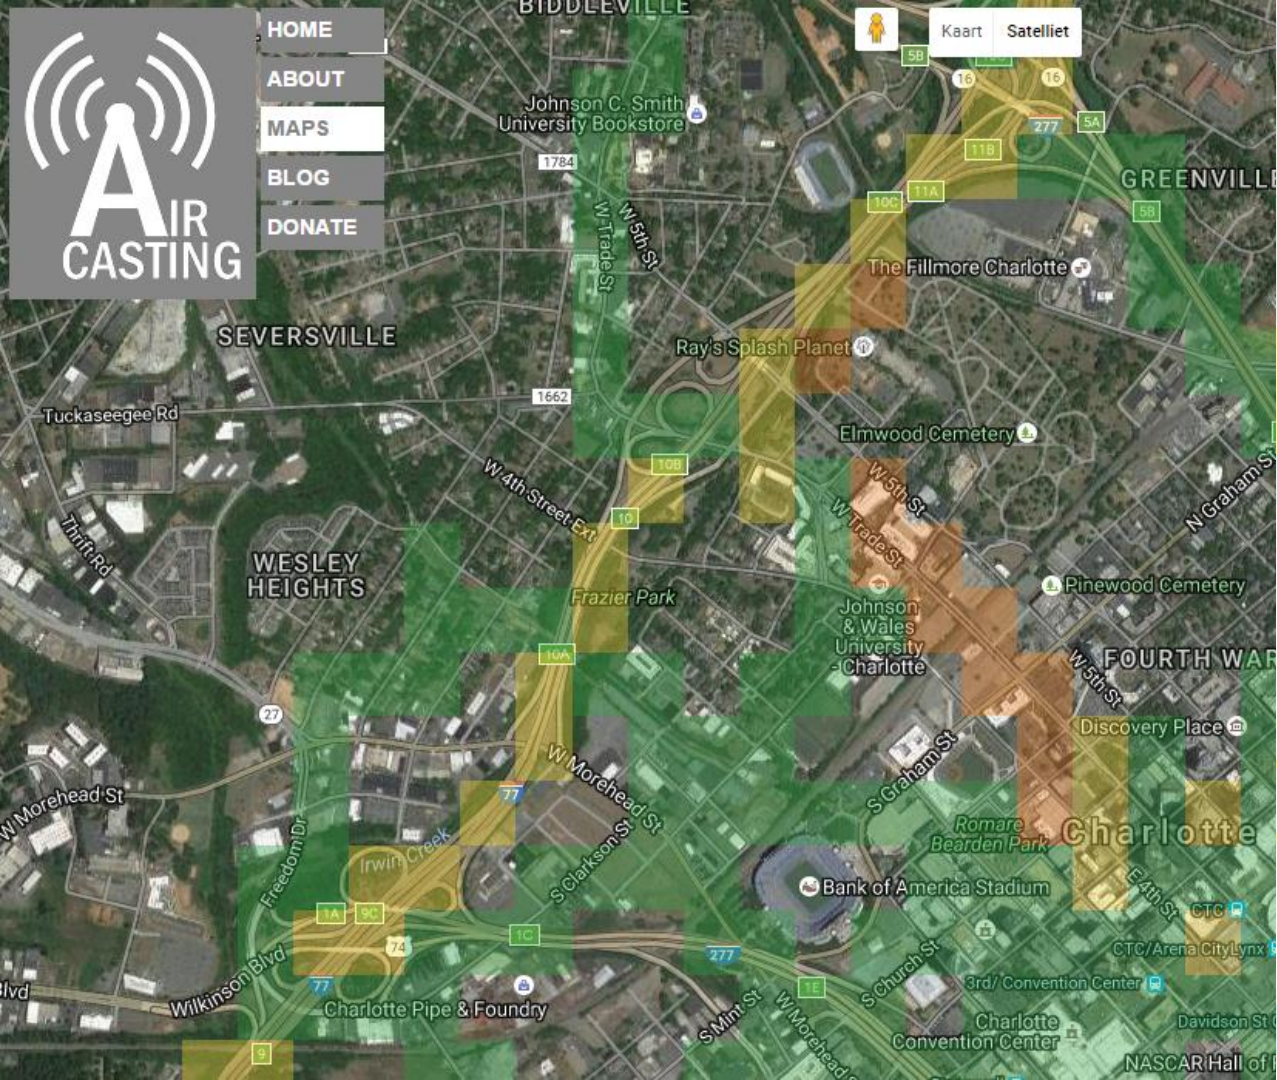 BIDDLEVILLE
HOME
ABOUT
MAPS
BLOG
DONATE
AIR
CASTING
Kaart
Satelliet
5B
16
16
277
5A
11B
Johnson C. Smith
University Bookstore
1784
GREENVILLE
10C
11A
5B
W Trade St
W 5th St
The Fillmore Charlotte
SEVERSVILLE
Ray's Splash Planet
1662
Tuckaseegee Rd
Elmwood Cemetery
10B
W 5th St
N Graham St
W 4th Street Ext
10
W Trade St
Thrift Rd
WESLEY
HEIGHTS
Frazier Park
Pinewood Cemetery
Johnson
& Wales
University
- Charlotte
10A
FOURTH WAR
W 5th St
27
Discovery Place
W Morehead St
S Graham St
W Morehead St
77
Romare
Bearden Park
Charlotte
Irwin Creek
Freedom Dr
S Clarkson St
Bank of America Stadium
E 4th St
1A
9C
CTC
1C
74
277
CTC/Arena CityLynx
Blvd
Wilkinson Blvd
77
S Church St
3rd/ Convention Center
1E
Charlotte Pipe & Foundry
S Mint St
W Morehead S
Charlotte
Convention Center
Davidson St
9
NASCAR Hall of